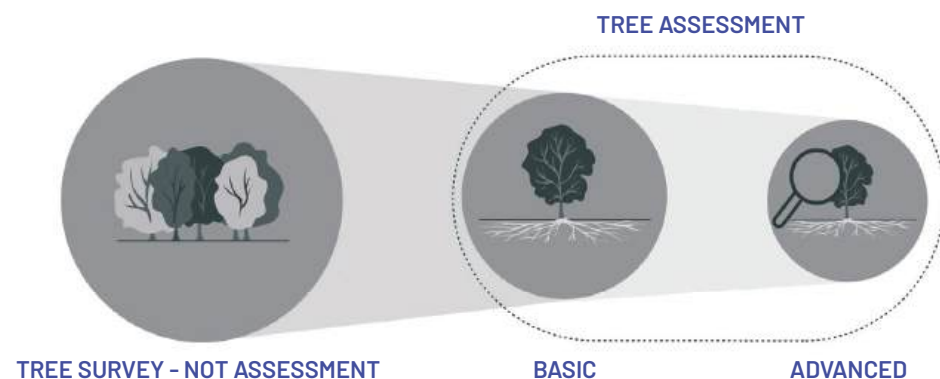 TREE ASSESSMENT
TREE SURVEY - NOT ASSESSMENT
BASIC
ADVANCED